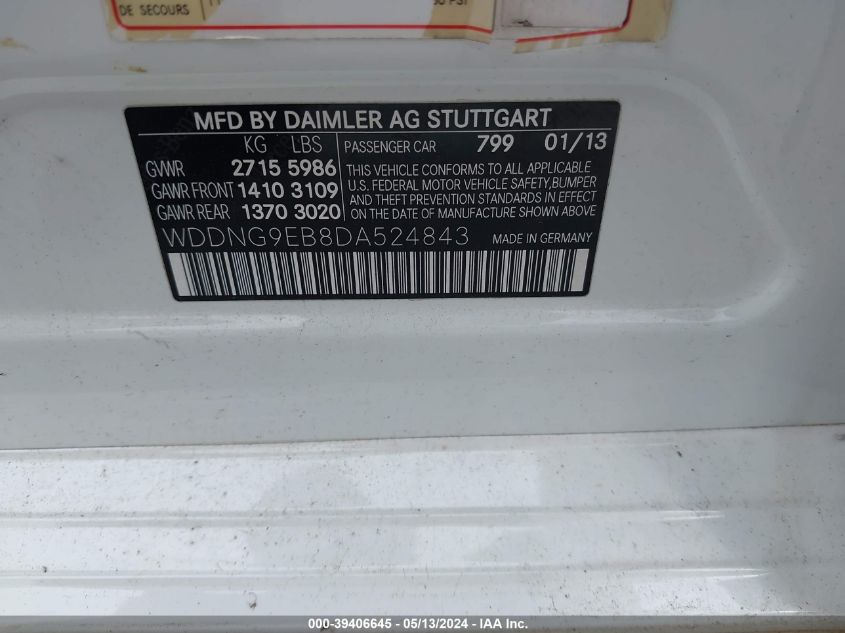 DE SECOURS
MFD BY DAIMLER AG STUTTGART
KG LBS PASSENGER CAR 799 01/13
GVWR 2715 5986
GAWR FRONT 1410 3109
GAWR REAR 1370 3020
THIS VEHICLE CONFORMS TO ALL APPLICABLE
U.S. FEDERAL MOTOR VEHICLE SAFETY,BUMPER
AND THEFT PREVENTION STANDARDS IN EFFECT
ON THE DATE OF MANUFACTURE SHOWN ABOVE
WDDNG9EB8DA524843 MADE IN GERMANY
000-39406645 - 05/13/2024 - IAA Inc.